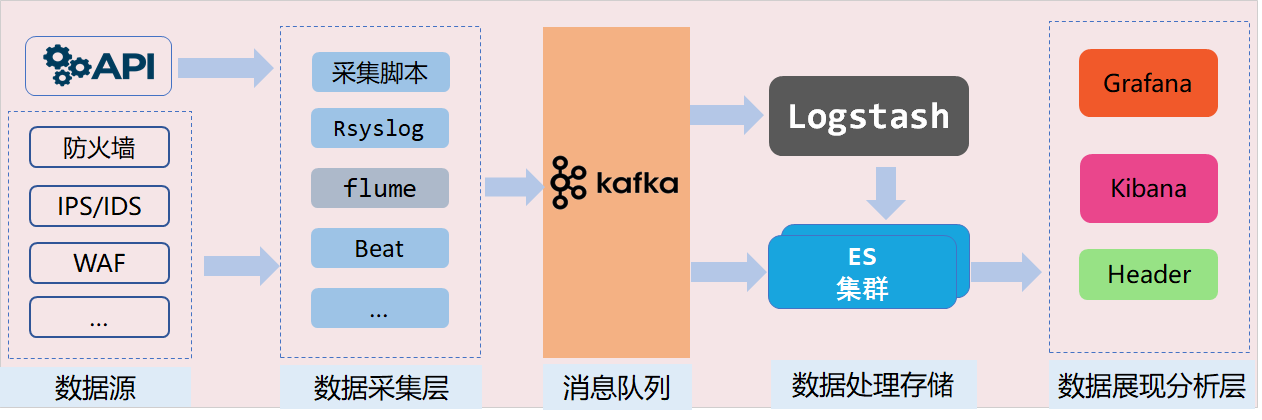 API
防火墙
IPS/IDS
WAF
...
数据源
采集脚本
Rsyslog
flume
Beat
...
数据采集层
kafka
消息队列
Logstash
ES
集群
数据处理存储
Grafana
Kibana
Header
数据展现分析层